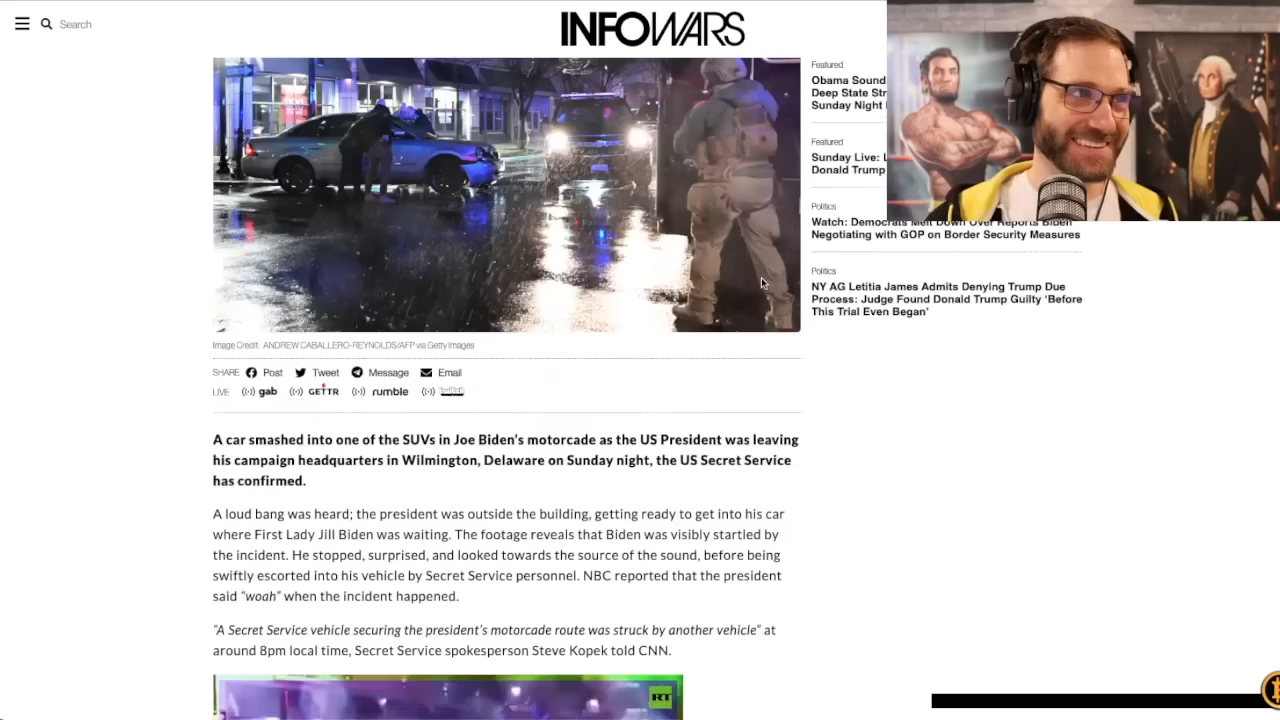 Search
INFOWARS
Featured
Obama Sound
Deep State Str
Sunday Night
Featured
Sunday Live: L
Donald Trump
Politics
Watch: Democrats Melt Down Over Reports Biden
Negotiating with GOP on Border Security Measures
Politics
NY AG Letitia James Admits Denying Trump Due
Process: Judge Found Donald Trump Guilty ‘Before
This Trial Even Began’
Image Credit: ANDREW CABALLERO-REYNOLDS/AFP via Getty Images
SHARE Post Tweet Message Email
LIVE gab GETTR rumble
A car smashed into one of the SUVs in Joe Biden’s motorcade as the US President was leaving
his campaign headquarters in Wilmington, Delaware on Sunday night, the US Secret Service
has confirmed.
A loud bang was heard; the president was outside the building, getting ready to get into his car
where First Lady Jill Biden was waiting. The footage reveals that Biden was visibly startled by
the incident. He stopped, surprised, and looked towards the source of the sound, before being
swiftly escorted into his vehicle by Secret Service personnel. NBC reported that the president
said “woah” when the incident happened.
“A Secret Service vehicle securing the president’s motorcade route was struck by another vehicle” at
around 8pm local time, Secret Service spokesperson Steve Kopek told CNN.
RT